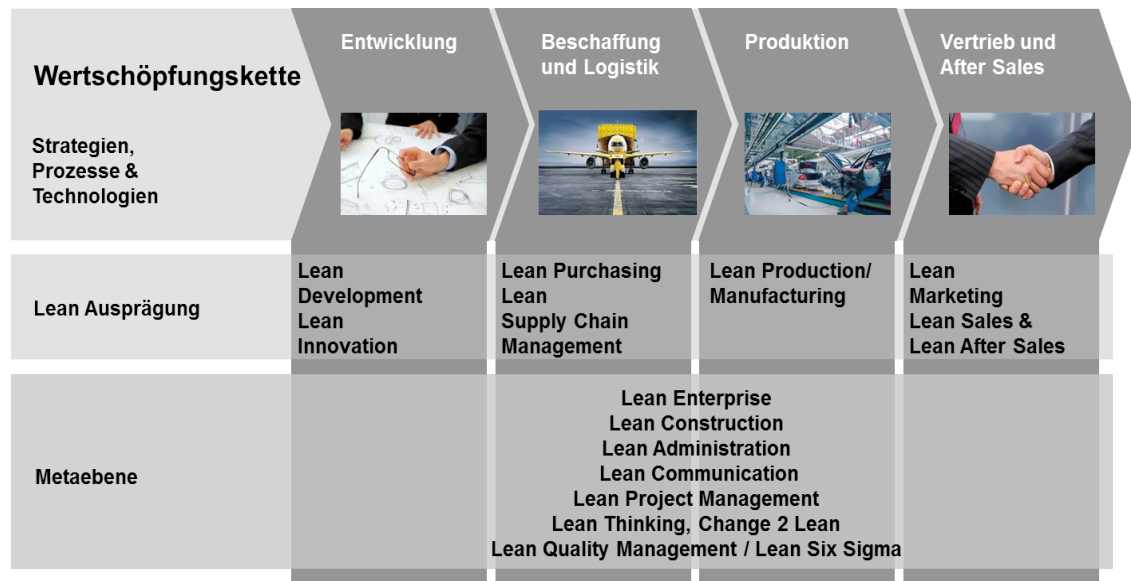 Wertschöpfungskette
Strategien,
Prozesse &
Technologien
Entwicklung
Beschaffung
und Logistik
Produktion
Vertrieb und
After Sales
Lean Ausprägung
Lean
Development
Lean
Innovation
Lean Purchasing
Lean
Supply Chain
Management
Lean Production/
Manufacturing
Lean
Marketing
Lean Sales &
Lean After Sales
Metaebene
Lean Enterprise
Lean Construction
Lean Administration
Lean Communication
Lean Project Management
Lean Thinking, Change 2 Lean
Lean Quality Management / Lean Six Sigma